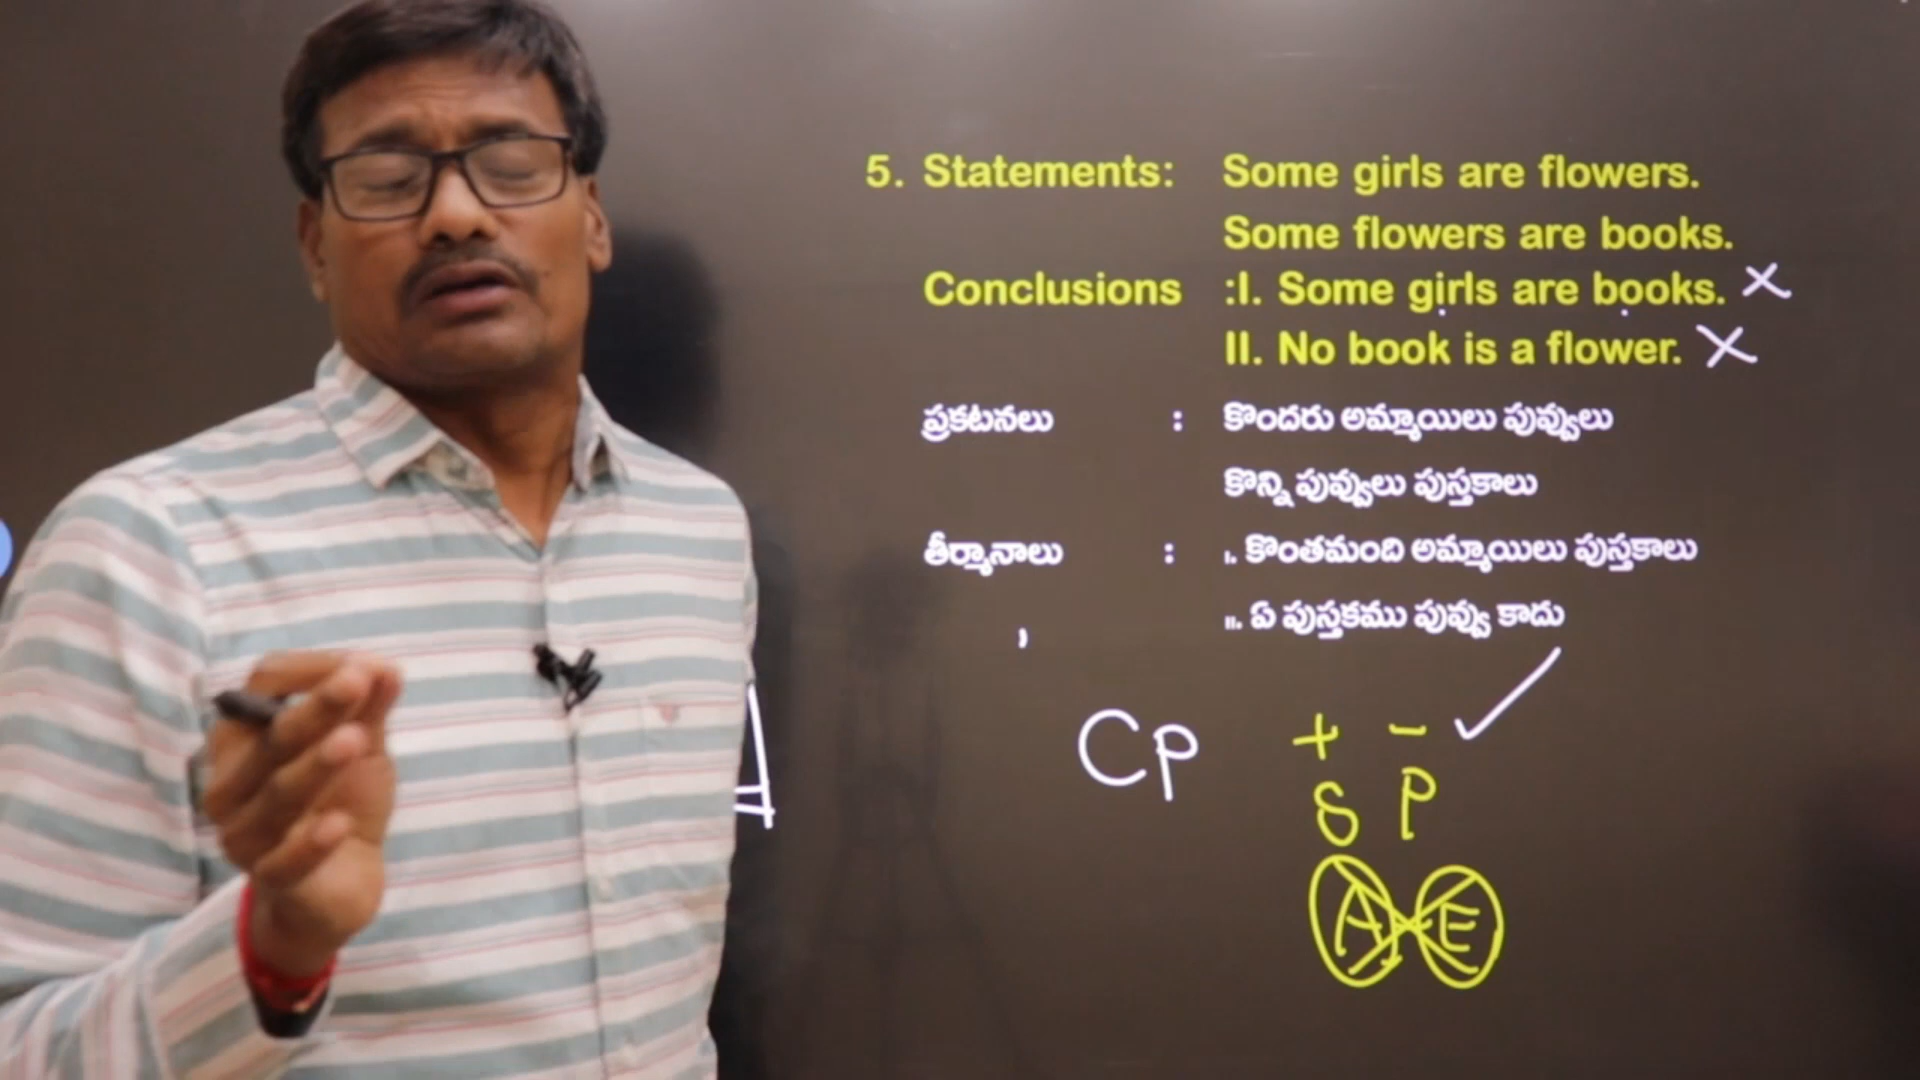 5. Statements: Some girls are flowers.
Some flowers are books.
Conclusions :I. Some girls are books. ×
II. No book is a flower. ×
ప్రకటనలు : కొందరు అమ్మాయిలు పువ్వులు
కొన్ని పువ్వులు పుస్తకాలు
తీర్మానాలు : ı. కొంతమంది అమ్మాయిలు పుస్తకాలు
ıı. ఏ పుస్తకము పువ్వు కాదు
CP + - ✓
S P
A E